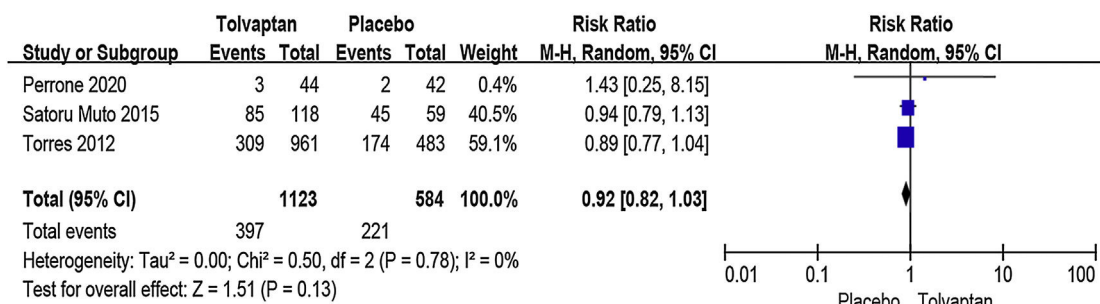 Tolvaptan Placebo Risk Ratio Risk Ratio
Study or Subgroup Events Total Events Total Weight M-H, Random, 95% CI M-H, Random, 95% CI
Perrone 2020 3 44 2 42 0.4% 1.43 [0.25, 8.15]
Satoru Muto 2015 85 118 45 59 40.5% 0.94 [0.79, 1.13]
Torres 2012 309 961 174 483 59.1% 0.89 [0.77, 1.04]
Total (95% CI) 1123 584 100.0% 0.92 [0.82, 1.03]
Total events 397 221
Heterogeneity: Tau² = 0.00; Chi² = 0.50, df = 2 (P = 0.78); I² = 0%
Test for overall effect: Z = 1.51 (P = 0.13)
0.01 0.1 1 10 100
Placebo Tolvaptan